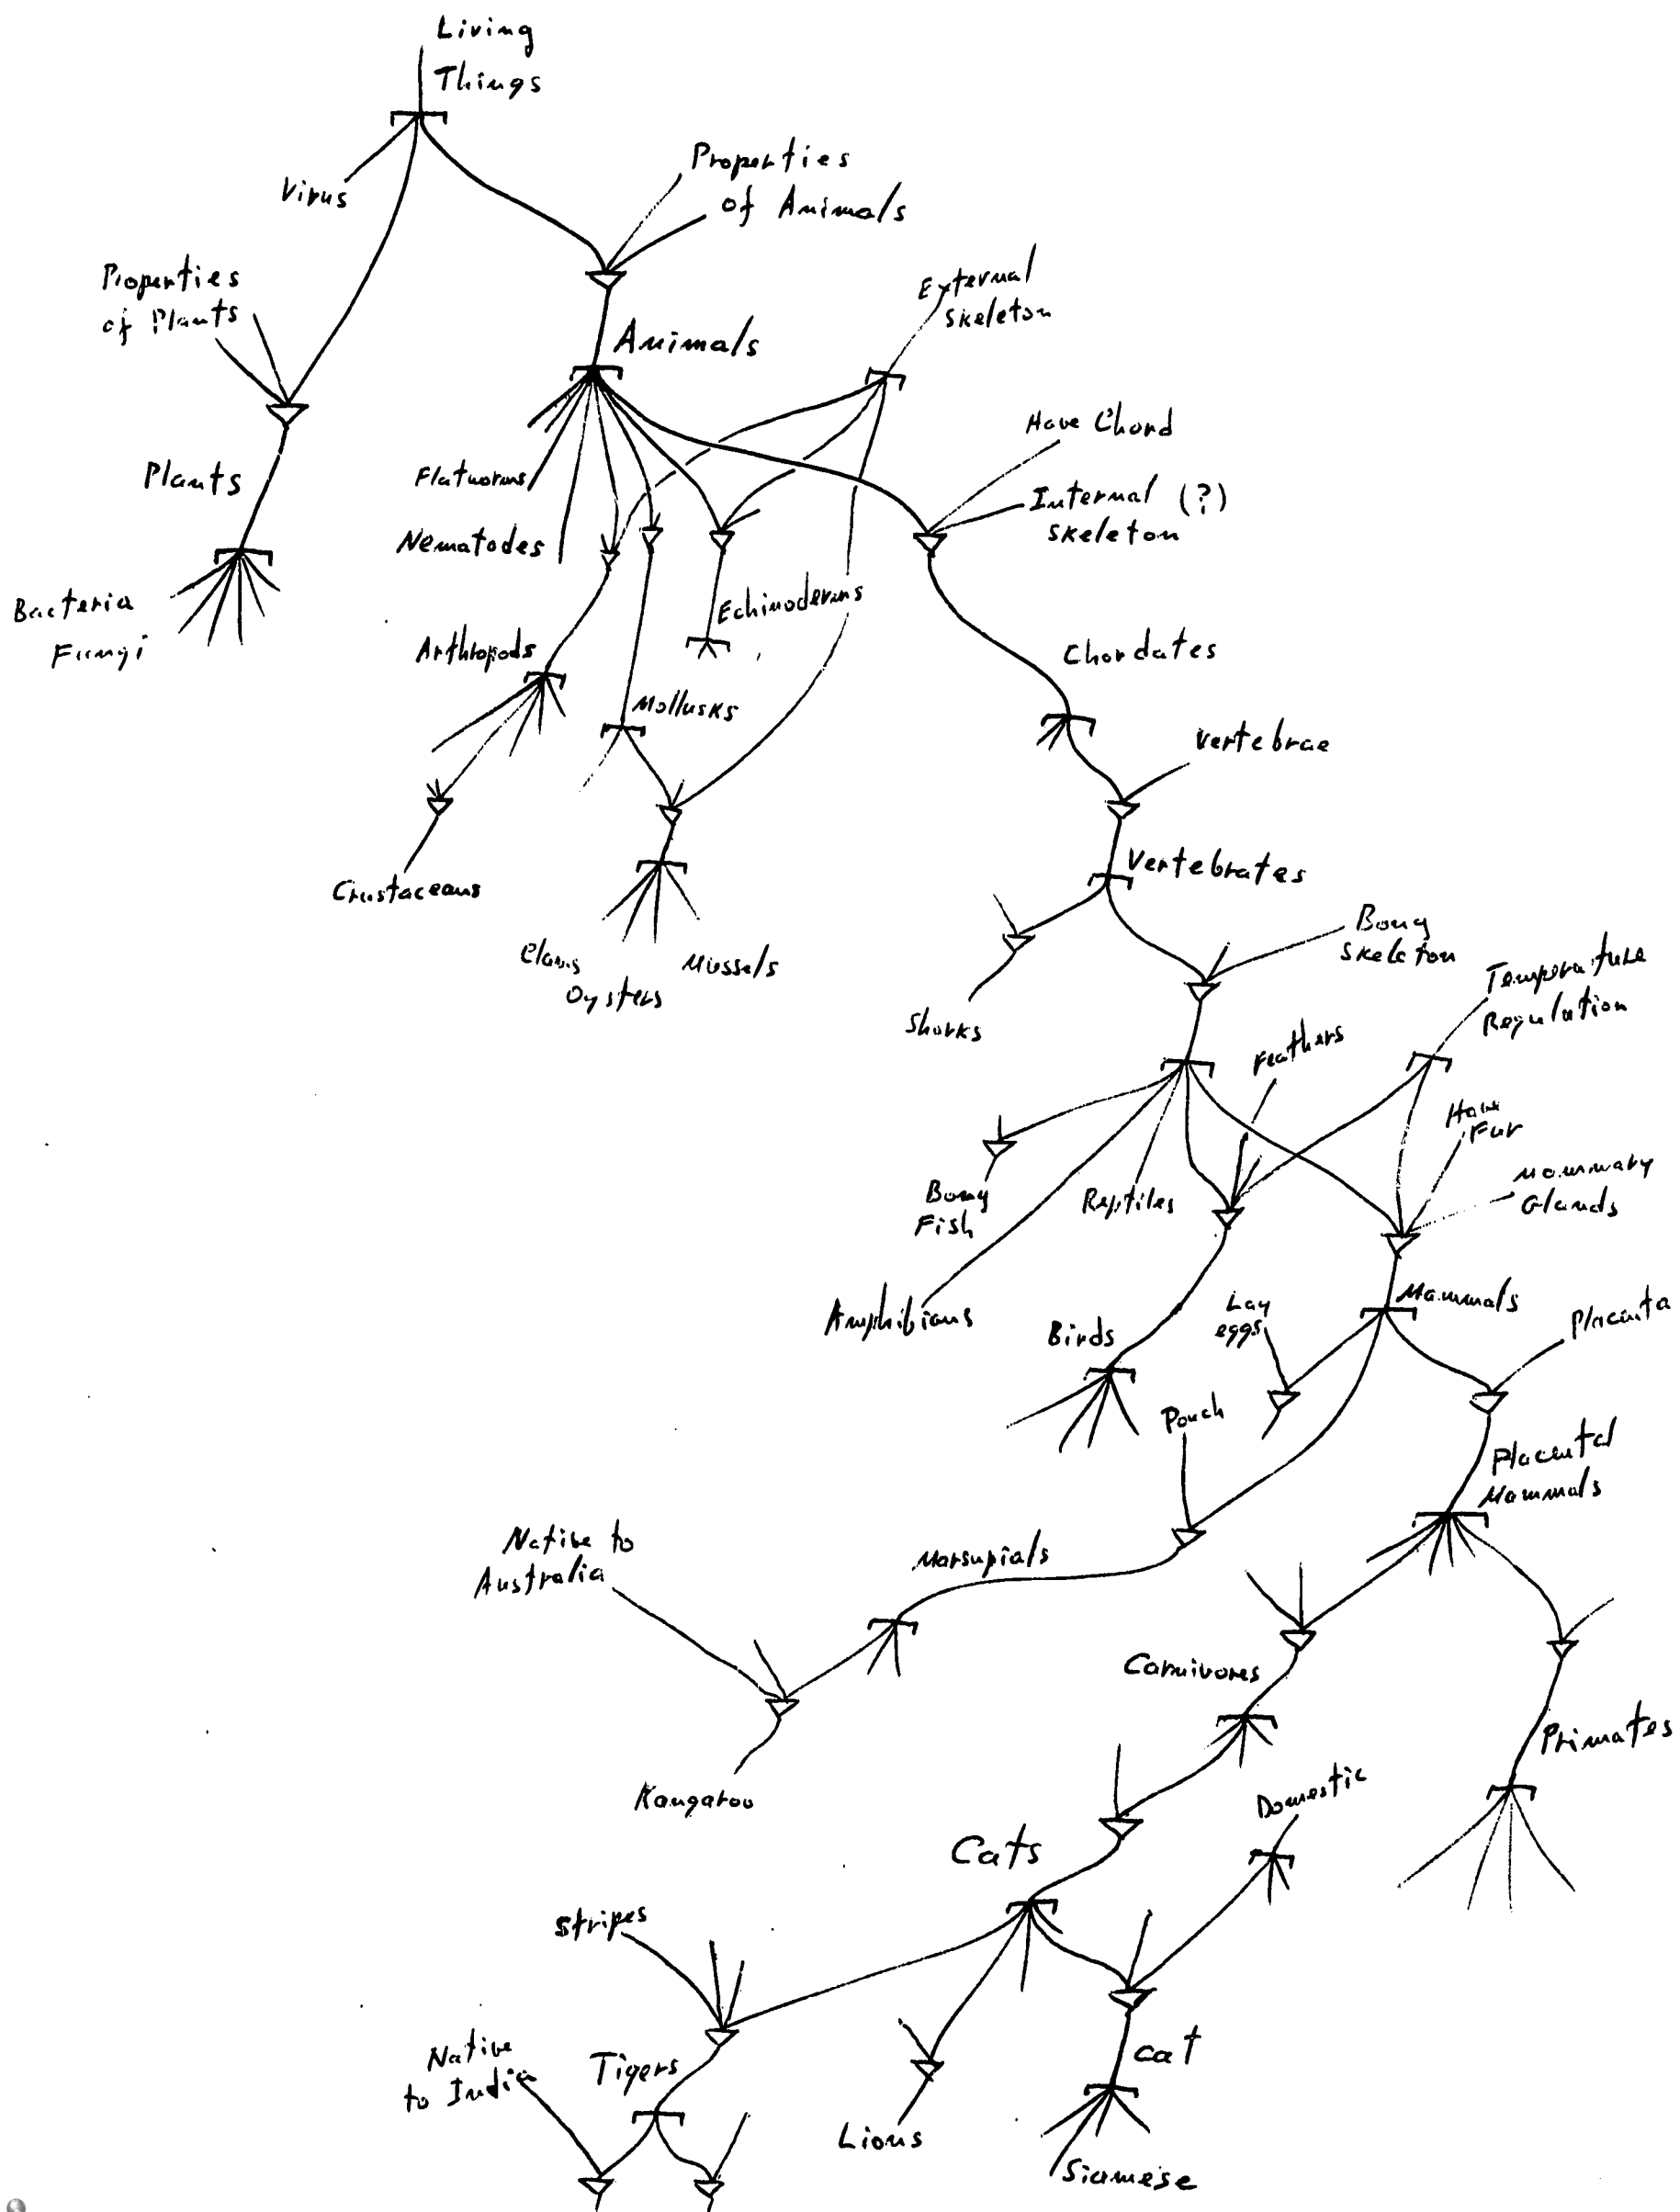 Living
Things
Virus
Properties
of Animals
Properties
of Plants
External
Skeleton
Animals
Have Chord
Internal (?)
Skeleton
Plants
Flatworms
Nematodes
Bacteria
Fungi
Echinoderms
Arthropods
Chordates
Mollusks
Vertebrae
Crustaceans
Vertebrates
Clams
Oysters
Mussels
Bony
Skeleton
Sharks
Temperature
Regulation
Feathers
Have
Fur
Mammary
Glands
Bony
Fish
Reptiles
Amphibians
Birds
Lay
eggs
Mammals
Placenta
Pouch
Placental
Mammals
Native to
Australia
Marsupials
Carnivores
Primates
Kangaroo
Domestic
Cats
Stripes
Native
to India
Tigers
Lions
cat
Siamese